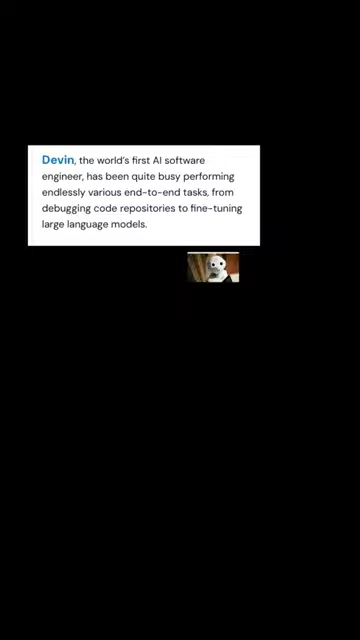 Devin, the world's first AI software
engineer, has been quite busy performing
endlessly various end-to-end tasks, from
debugging code repositories to fine-tuning
large language models.